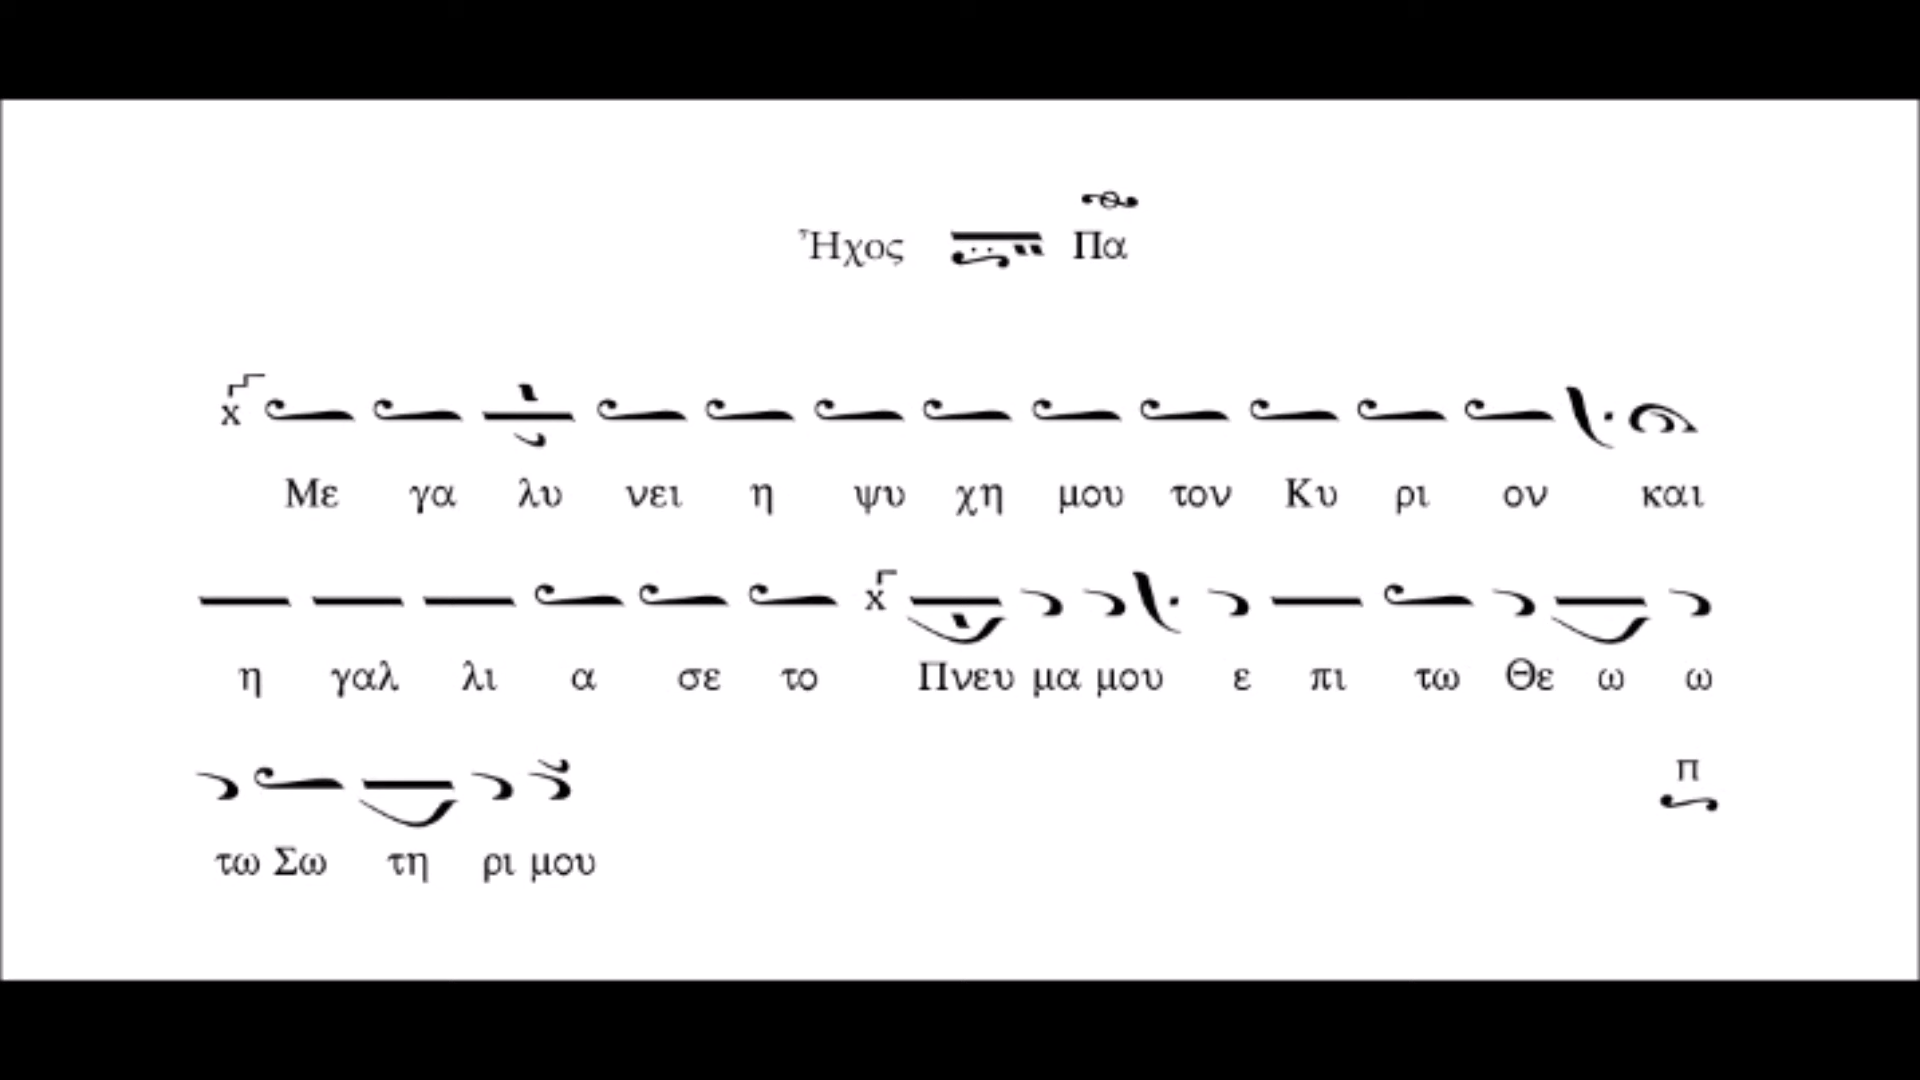 Ἦχος Πα
χ
Με γα λυ νει η ψυ χη μου τον Κυ ρι ον και
χ
η γαλ λι α σε το Πνευ μα μου ε πι τω Θε ω ω
π
τω Σω τη ρι μου